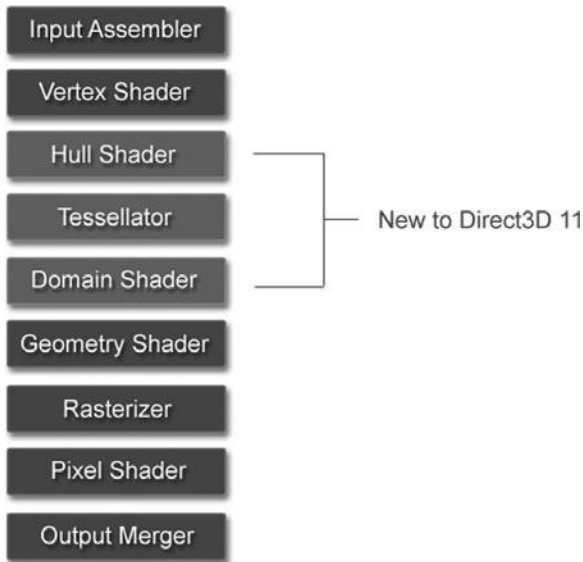 Input Assembler
Vertex Shader
Hull Shader
Tessellator
New to Direct3D 11
Domain Shader
Geometry Shader
Rasterizer
Pixel Shader
Output Merger